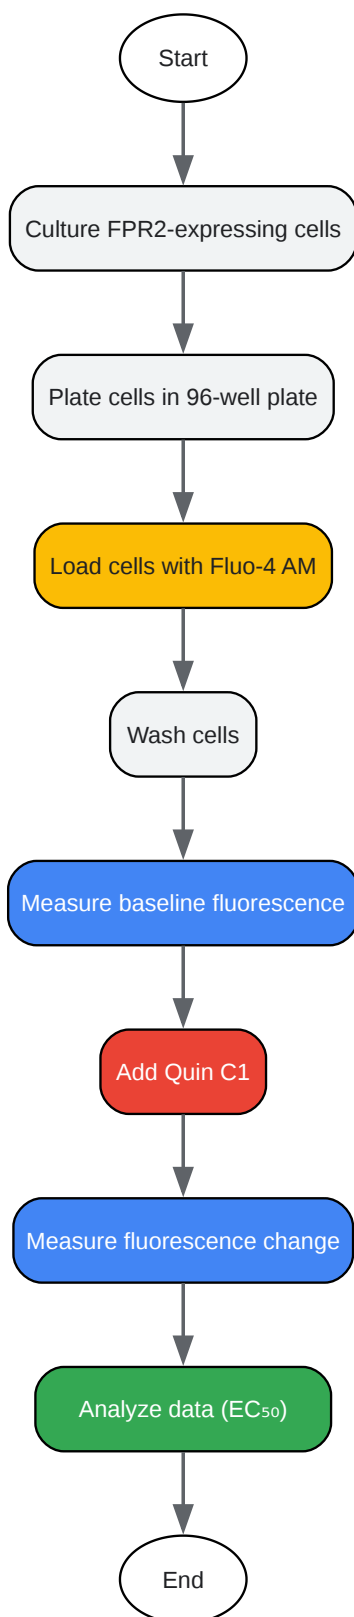 Start
Culture FPR2-expressing cells
Plate cells in 96-well plate
Load cells with Fluo-4 AM
Wash cells
Measure baseline fluorescence
Add Quin C1
Measure fluorescence change
Analyze data (EC₅₀)
End